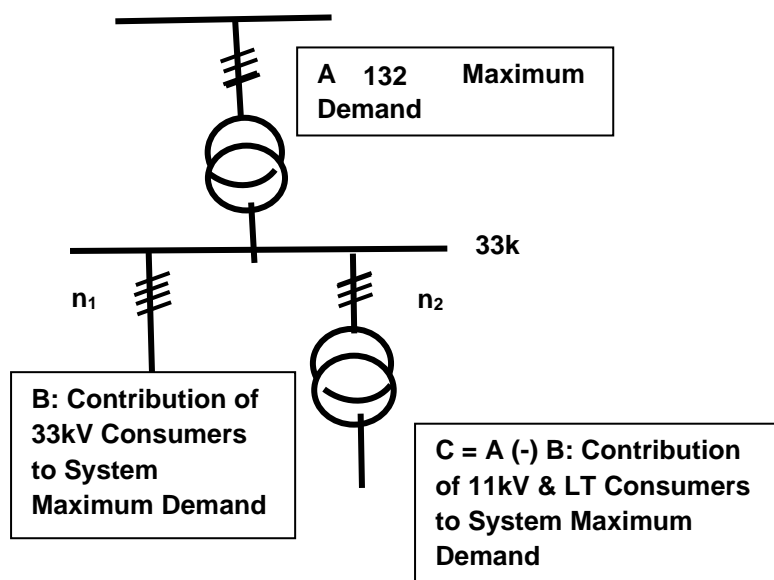 A 132 Maximum
Demand
33k
n₁
n₂
B: Contribution of
33kV Consumers
to System
Maximum Demand
C = A (-) B: Contribution
of 11kV & LT Consumers
to System Maximum
Demand